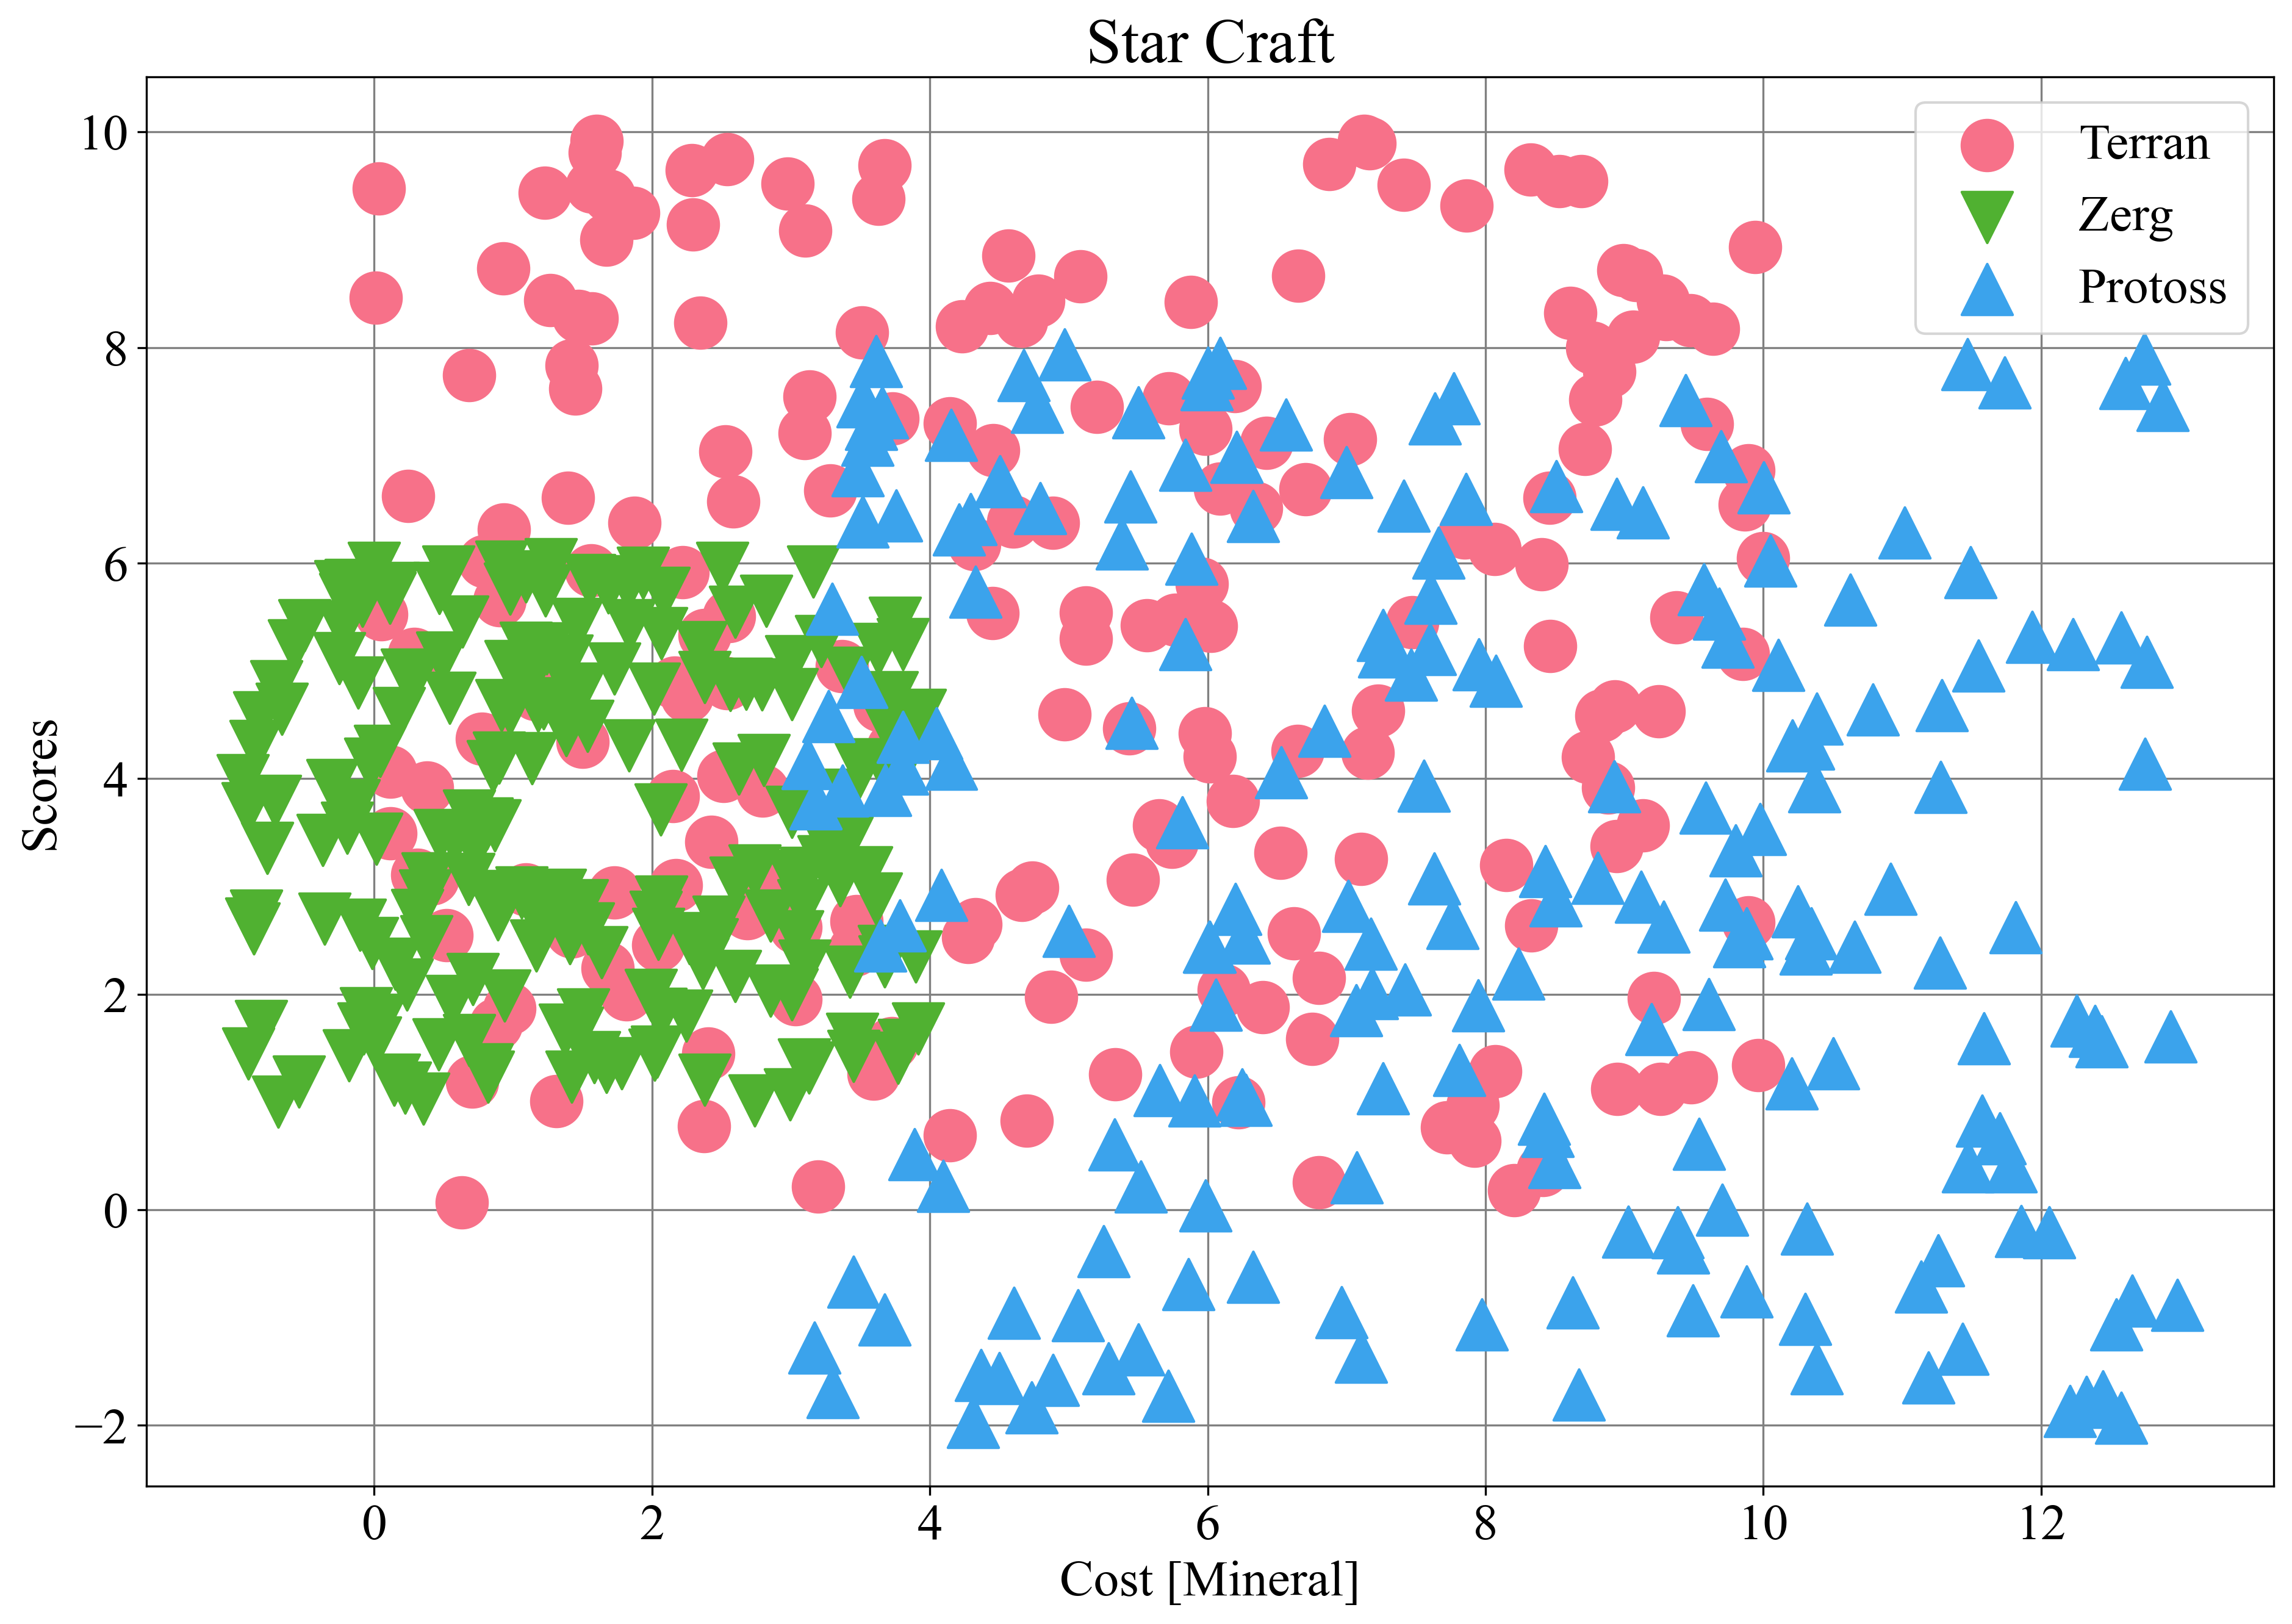 Star Craft
10
8
6
4
2
0
−2
Scores
0 2 4 6 8 10 12
Cost [Mineral]
Terran
Zerg
Protoss